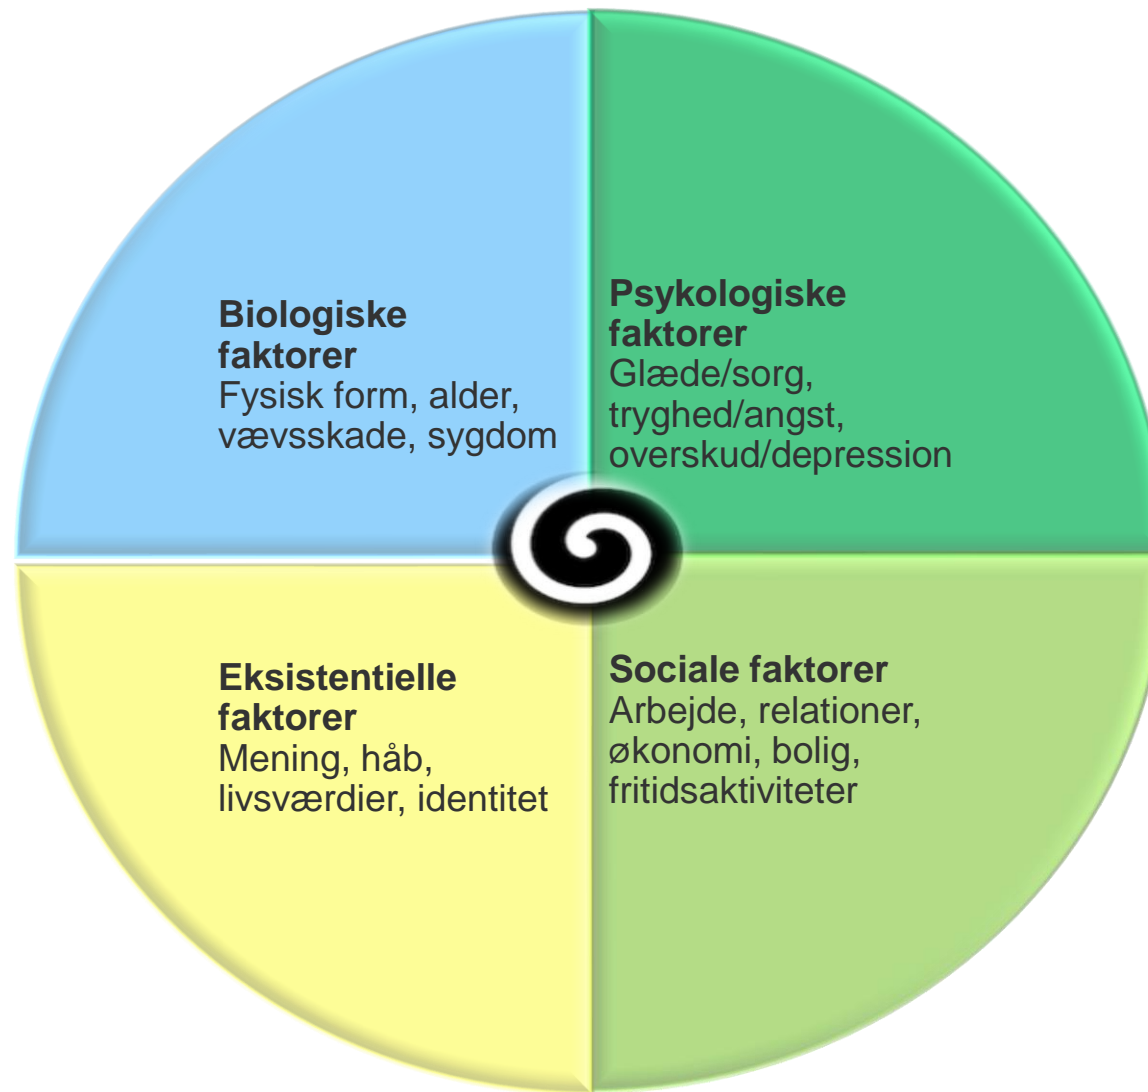 Biologiske
faktorer
Fysisk form, alder,
vævsskade, sygdom
Psykologiske
faktorer
Glæde/sorg,
tryghed/angst,
overskud/depression
Eksistentielle
faktorer
Mening, håb,
livsværdier, identitet
Sociale faktorer
Arbejde, relationer,
økonomi, bolig,
fritidsaktiviteter